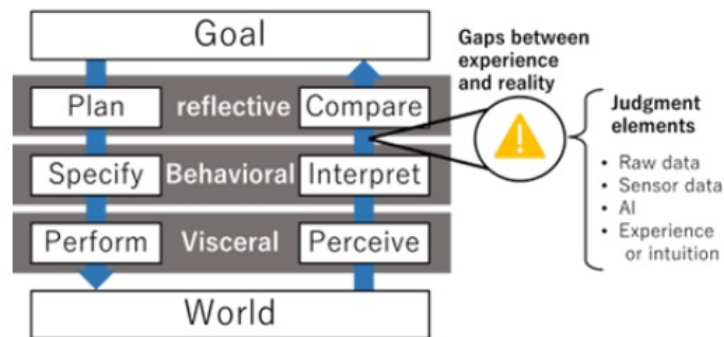 Goal
Plan
reflective
Compare
Specify
Behavioral
Interpret
Perform
Visceral
Perceive
World
Gaps between
experience
and reality
Judgment
elements
• Raw data
• Sensor data
• AI
• Experience
or intuition